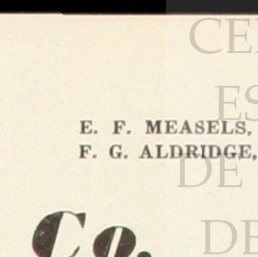 E. F. MEASELS,
F. G. ALDRIDGE,
Co.